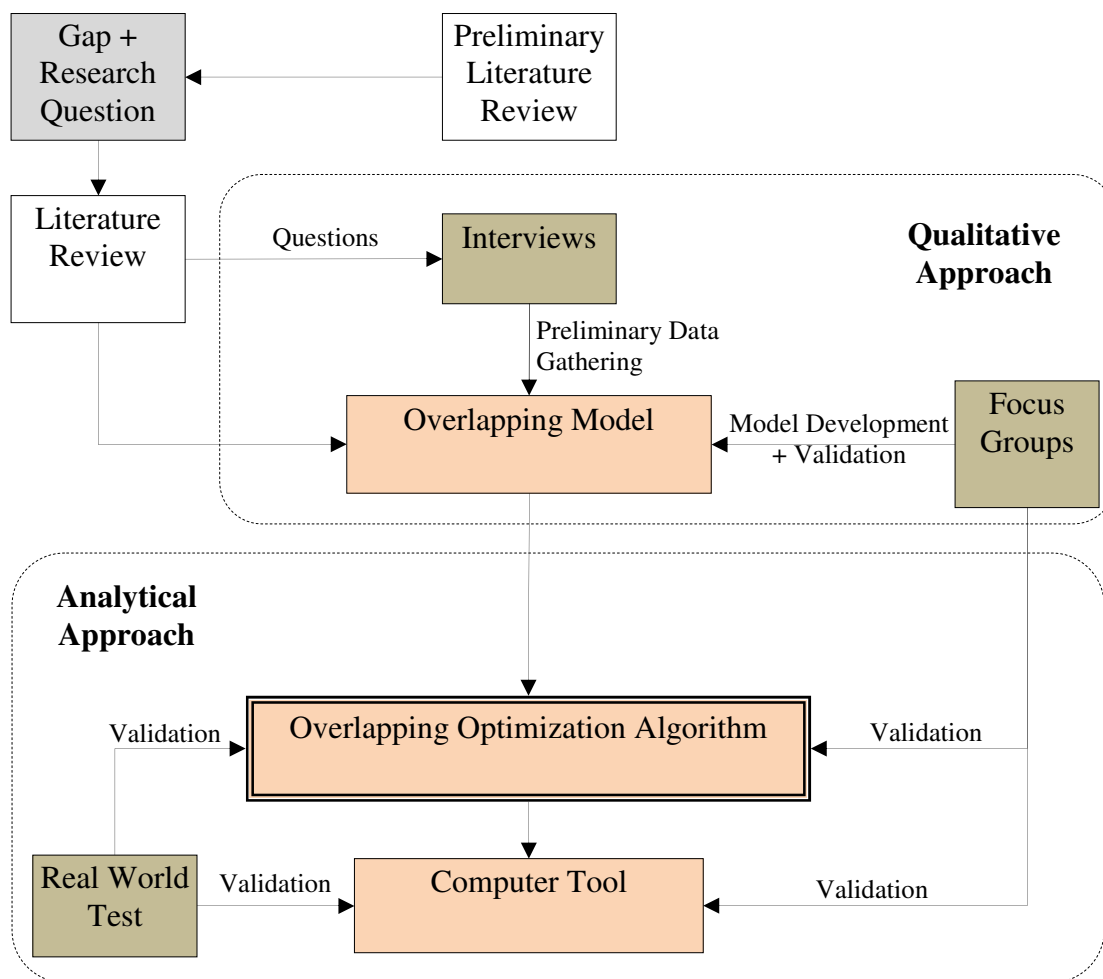 Gap +
Research
Question
Preliminary
Literature
Review
Literature
Review
Questions
Interviews
Qualitative
Approach
Preliminary Data
Gathering
Overlapping Model
Model Development
+ Validation
Focus
Groups
Analytical
Approach
Validation
Overlapping Optimization Algorithm
Validation
Real World
Test
Validation
Computer Tool
Validation